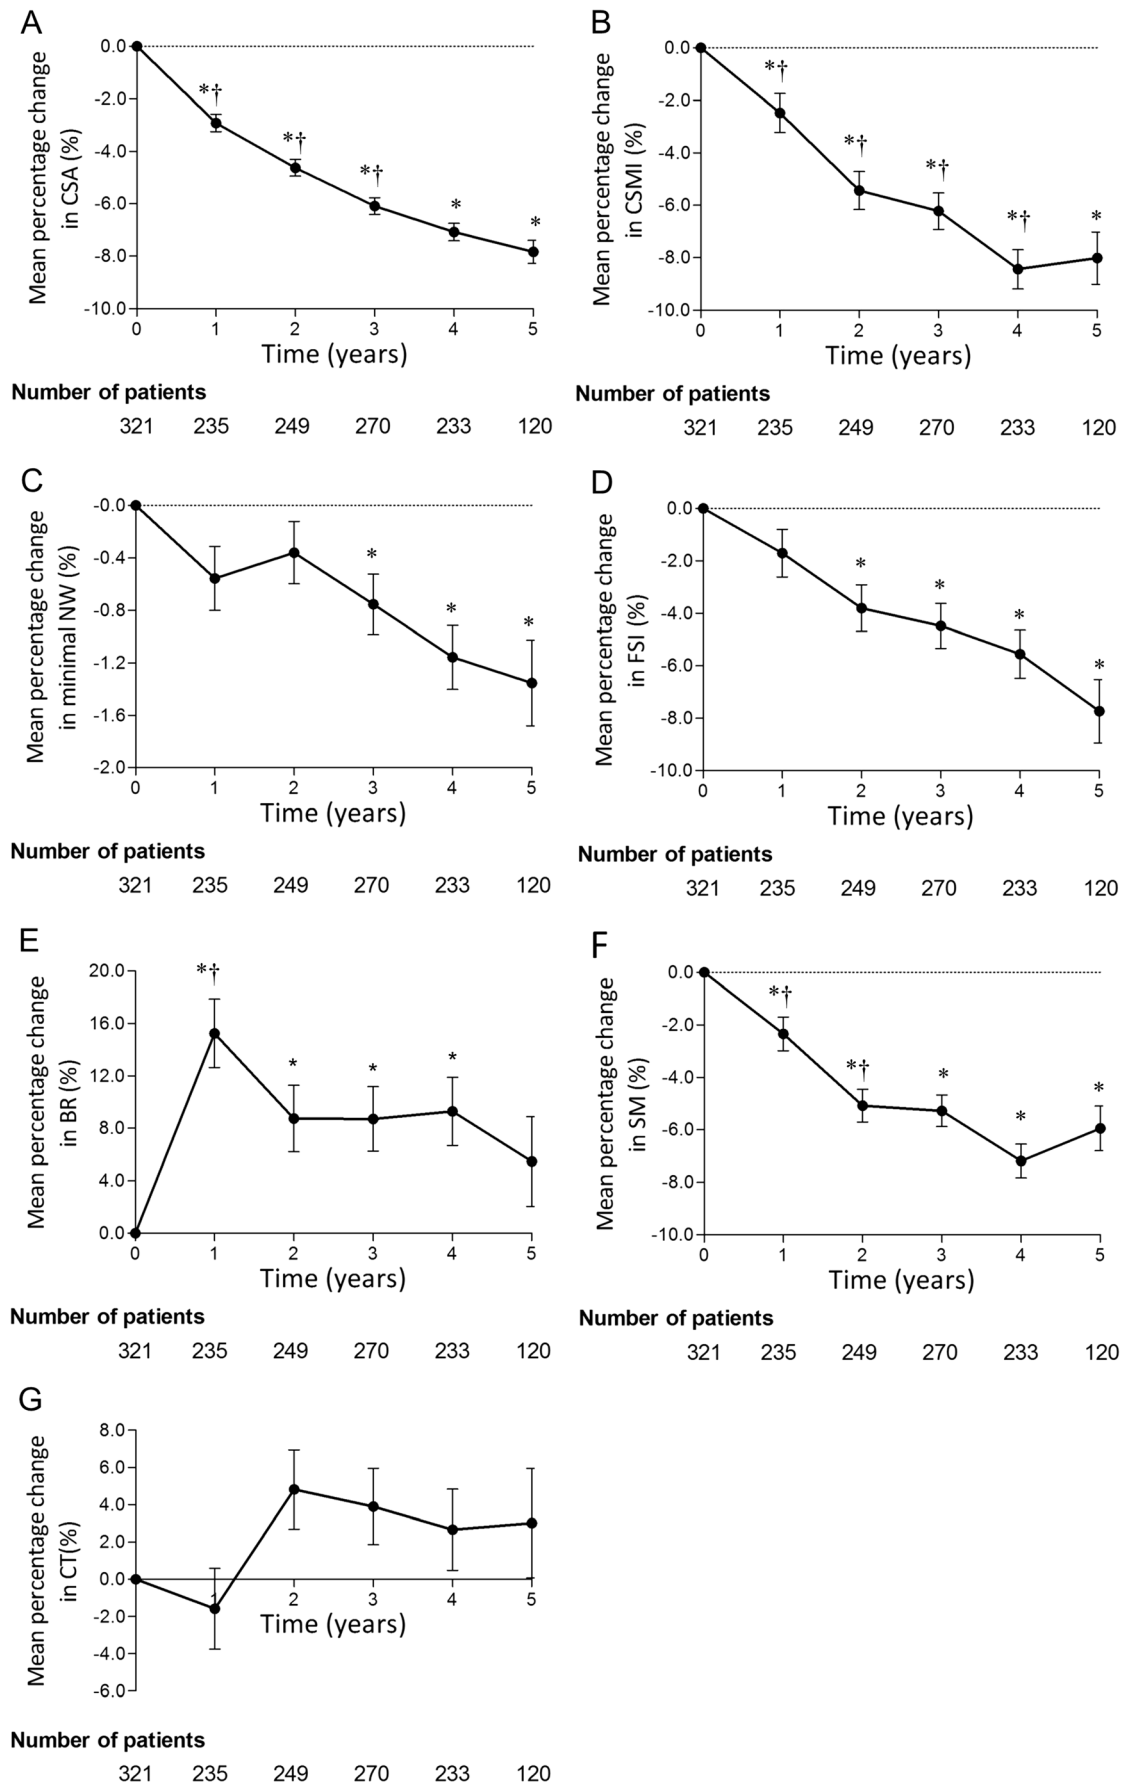 A
Mean percentage change
in CSA (%)
0.0
-2.0
-4.0
-6.0
-8.0
-10.0
*† *† *† * *
0 1 2 3 4 5
Time (years)
Number of patients
321 235 249 270 233 120
B
Mean percentage change
in CSMI (%)
0.0
-2.0
-4.0
-6.0
-8.0
-10.0
*† *† *† *† *
0 1 2 3 4 5
Time (years)
Number of patients
321 235 249 270 233 120
C
Mean percentage change
in minimal NW (%)
-0.0
-0.4
-0.8
-1.2
-1.6
-2.0
* * *
0 1 2 3 4 5
Time (years)
Number of patients
321 235 249 270 233 120
D
Mean percentage change
in FSI (%)
0.0
-2.0
-4.0
-6.0
-8.0
-10.0
* * * *
0 1 2 3 4 5
Time (years)
Number of patients
321 235 249 270 233 120
E
Mean percentage change
in BR (%)
20.0
16.0
12.0
8.0
4.0
0.0
*† * * *
0 1 2 3 4 5
Time (years)
Number of patients
321 235 249 270 233 120
F
Mean percentage change
in SM (%)
0.0
-2.0
-4.0
-6.0
-8.0
-10.0
*† *† * * *
0 1 2 3 4 5
Time (years)
Number of patients
321 235 249 270 233 120
G
Mean percentage change
in CT(%)
8.0
6.0
4.0
2.0
0.0
-2.0
-4.0
-6.0
1 2 3 4 5
Time (years)
Number of patients
321 235 249 270 233 120